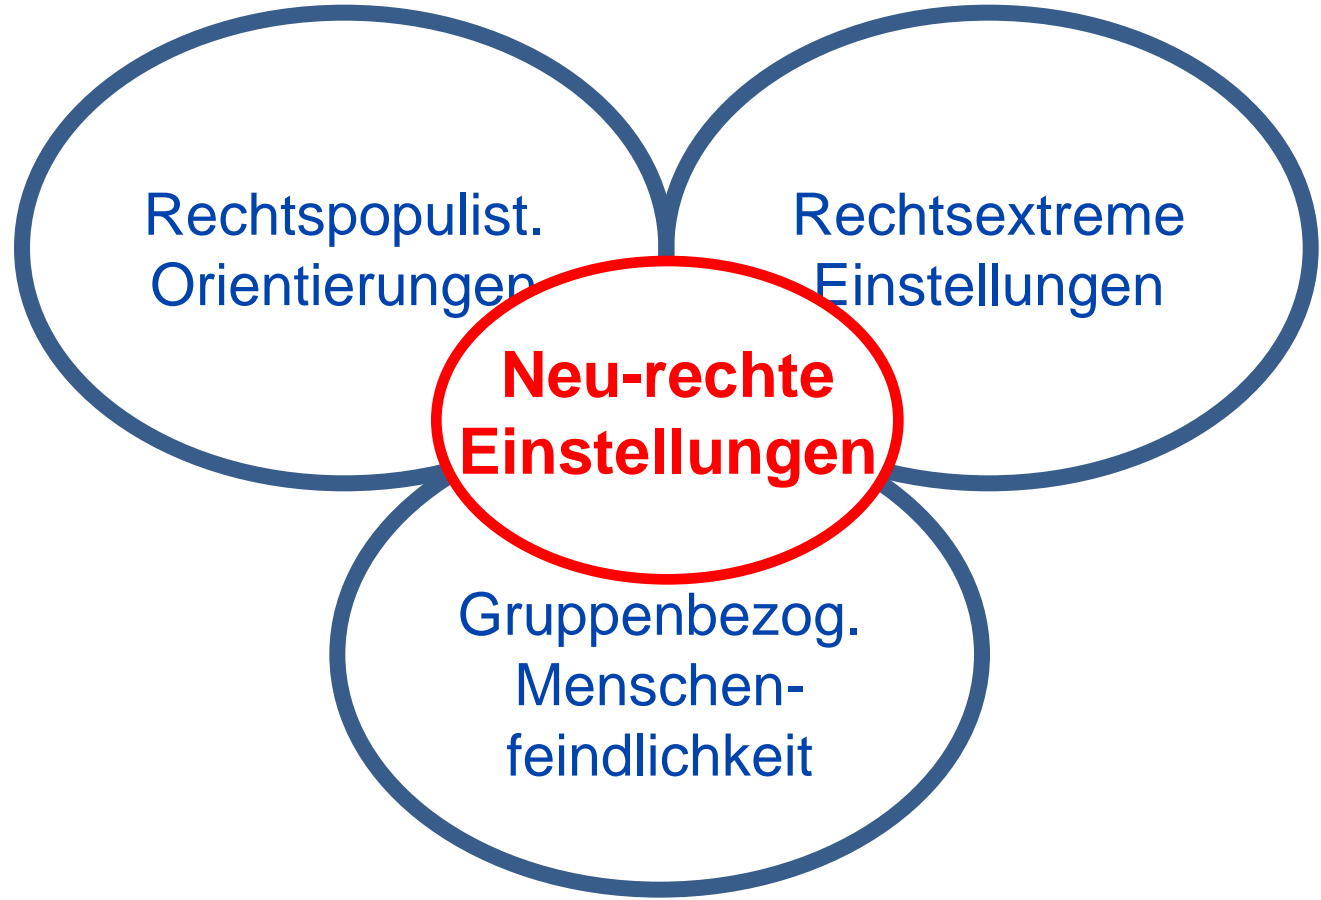 Rechtspopulist.
Orientierungen
Rechtsextreme
Einstellungen
Neu-rechte
Einstellungen
Gruppenbezog.
Menschen-
feindlichkeit